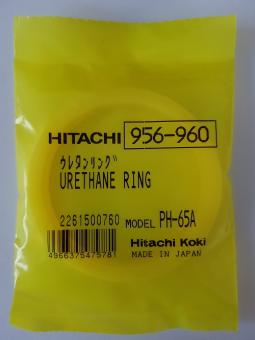 HITACHI 956-960
ｳﾚﾀﾝﾘﾝｸﾞ
URETHANE RING
2261500760 MODEL PH-65A
Hitachi Koki
4966375475781 MADE IN JAPAN